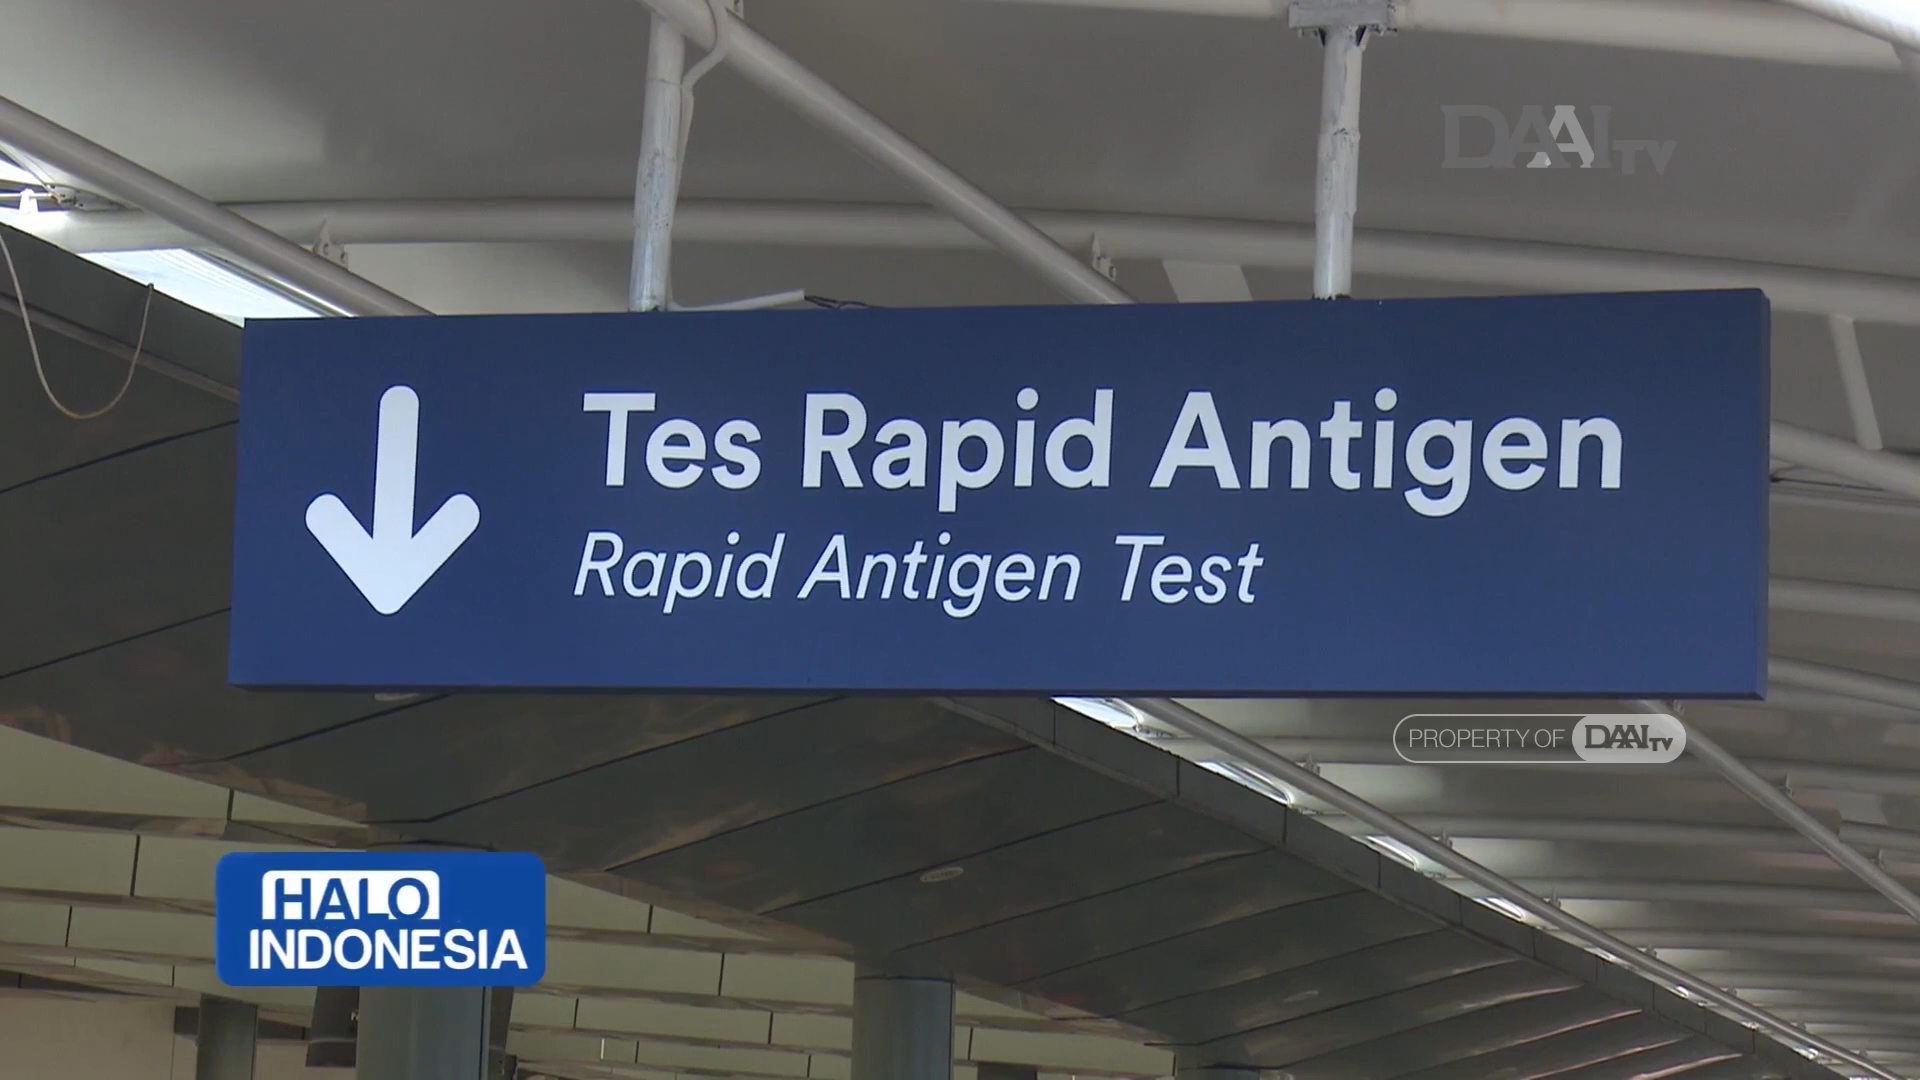 DAAI TV
Tes Rapid Antigen
Rapid Antigen Test
PROPERTY OF DAAI TV
HALO
INDONESIA